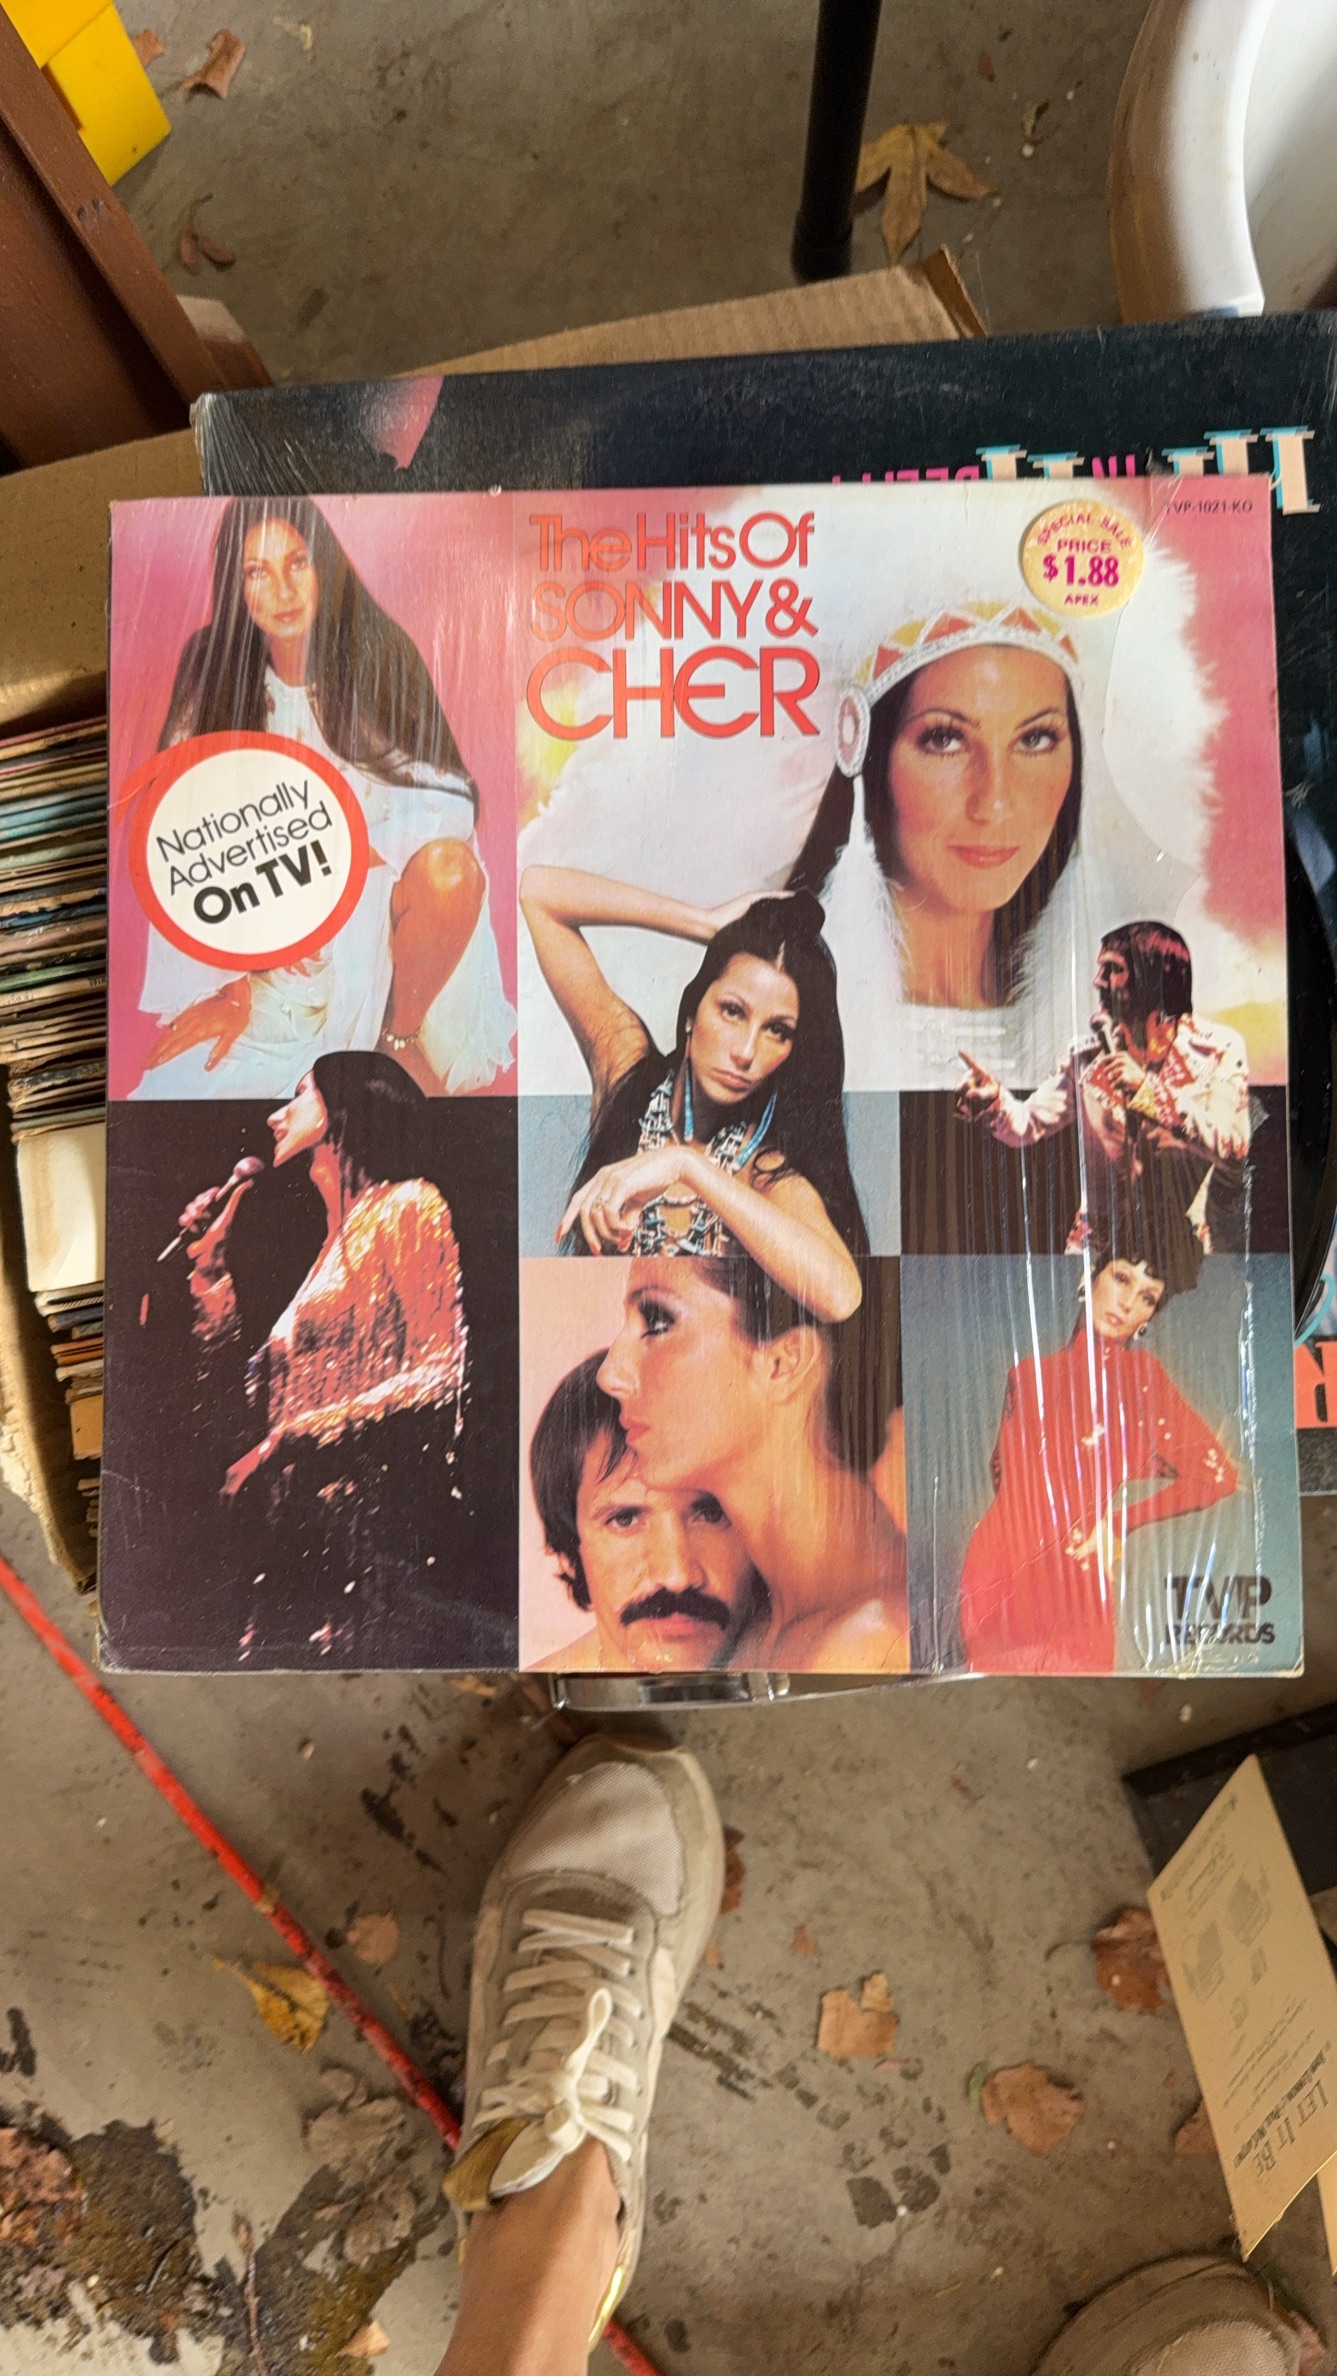 The Hits Of
SONNY &
CHER
SPECIAL SALE
PRICE
$1.88
APEX
TVP-1021-KO
Nationally
Advertised
On TV!
TVP
RECORDS
IN
LET IT BE